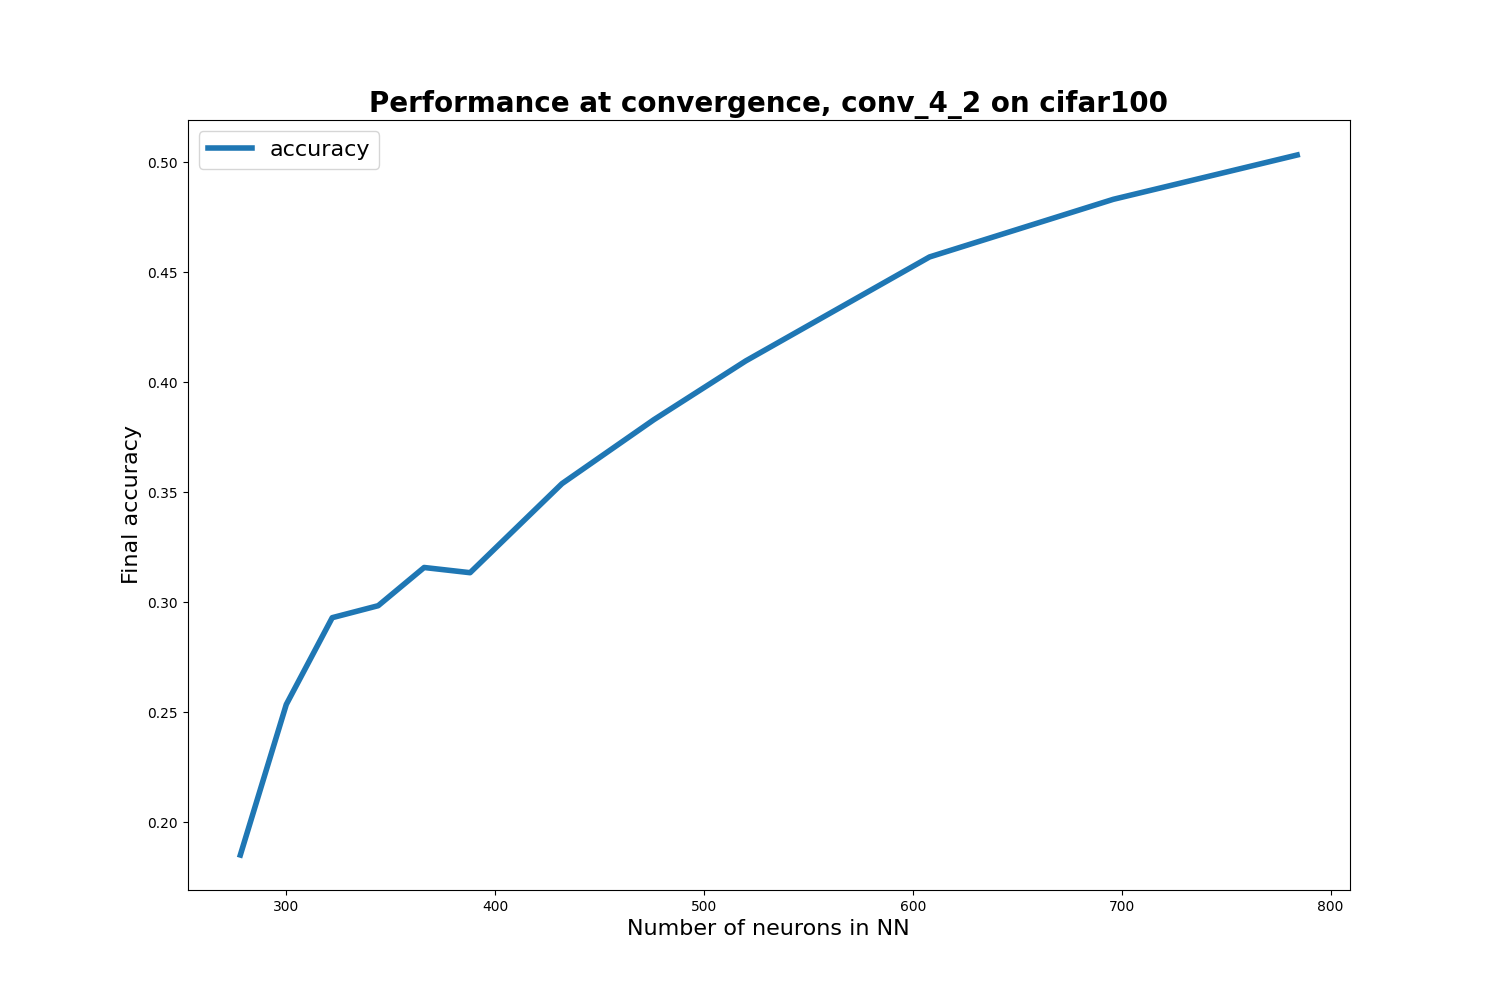 Performance at convergence, conv_4_2 on cifar100
accuracy
0.50
0.45
0.40
0.35
0.30
0.25
0.20
Final accuracy
300 400 500 600 700 800
Number of neurons in NN